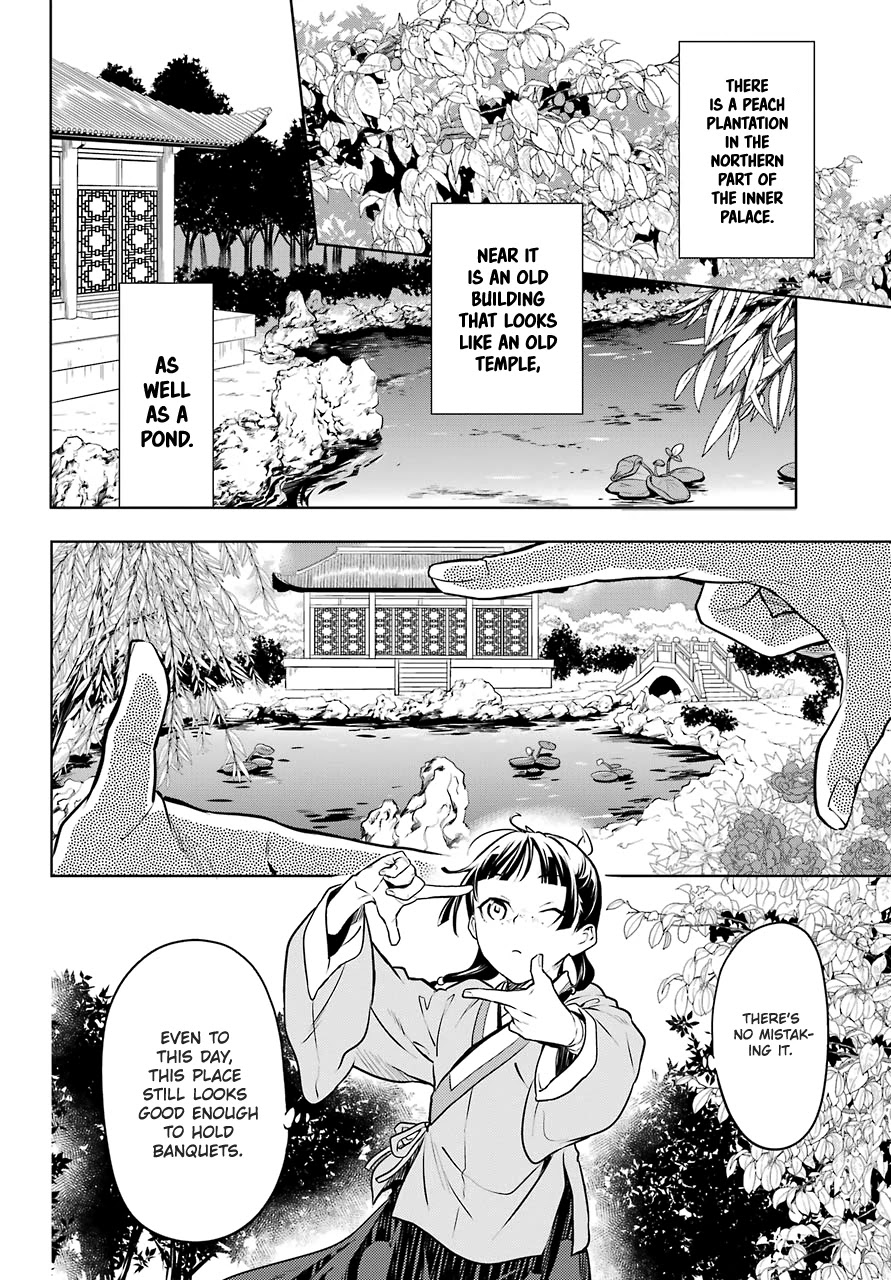 THERE
IS A PEACH
PLANTATION
IN THE
NORTHERN
PART OF
THE INNER
PALACE.
NEAR IT
IS AN OLD
BUILDING
THAT LOOKS
LIKE AN OLD
TEMPLE,
AS
WELL
AS A
POND.
THERE'S
NO MISTAK-
ING IT.
EVEN TO
THIS DAY,
THIS PLACE
STILL LOOKS
GOOD ENOUGH
TO HOLD
BANQUETS.